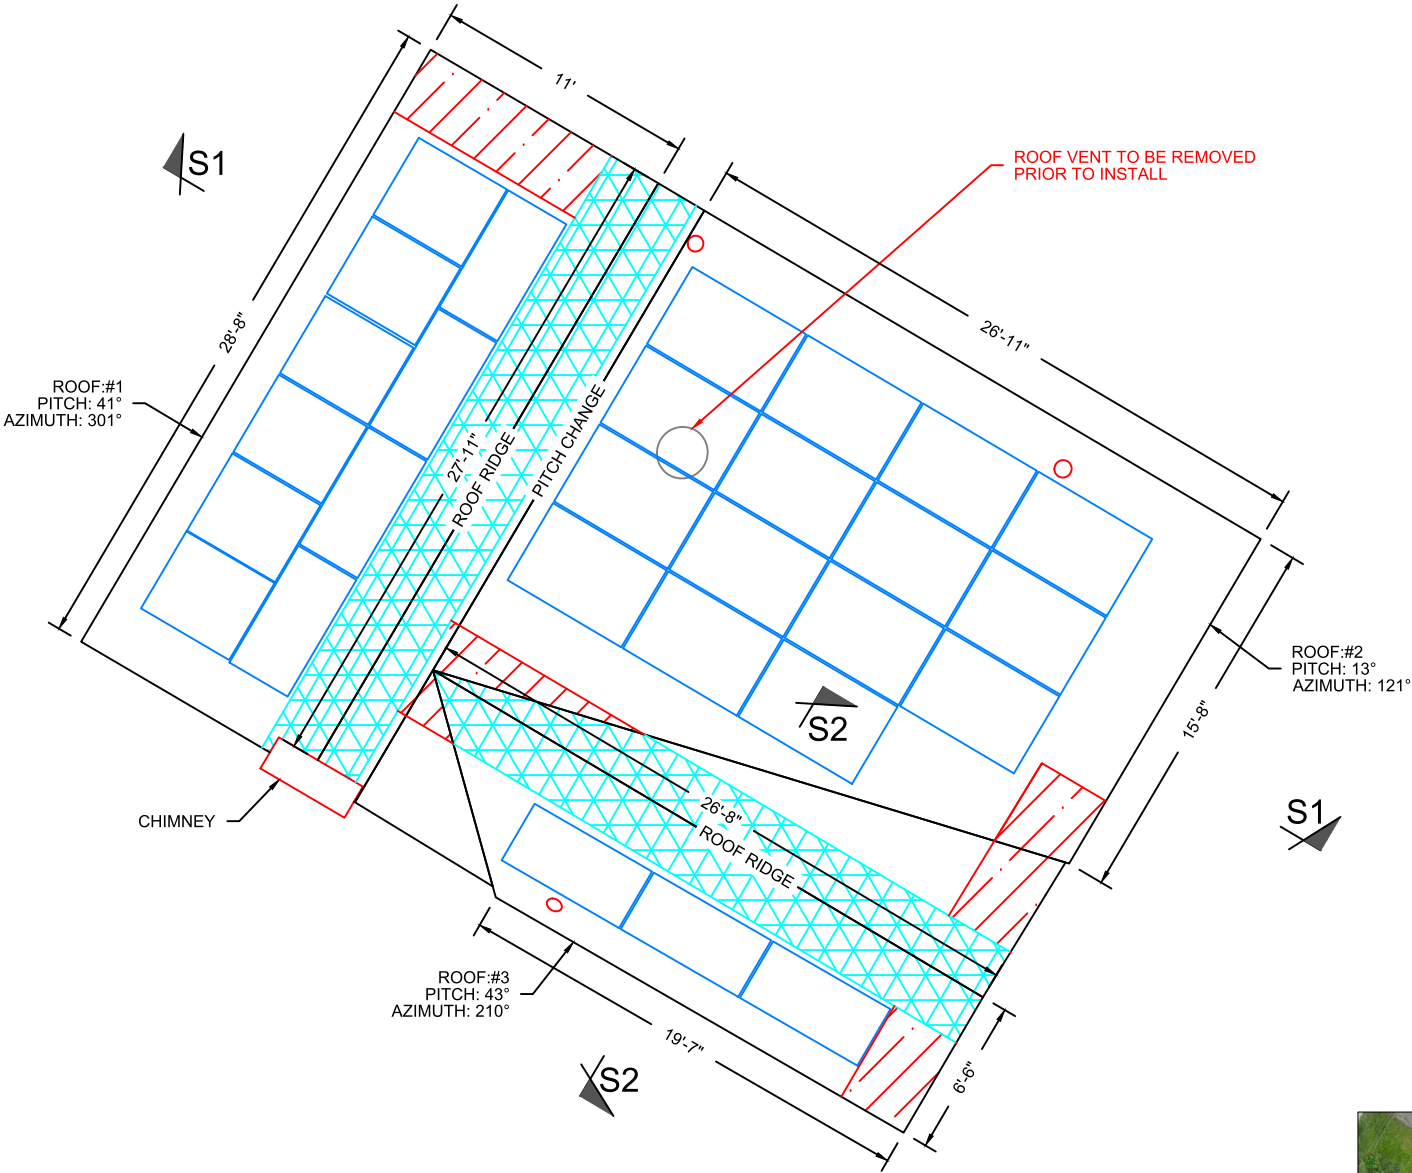 11'
S1
ROOF VENT TO BE REMOVED
PRIOR TO INSTALL
28'-8"
26'-11"
ROOF:#1
PITCH: 41°
AZIMUTH: 301°
27'-11"
ROOF RIDGE
PITCH CHANGE
ROOF:#2
PITCH: 13°
AZIMUTH: 121°
15'-8"
S2
CHIMNEY
26'-8"
ROOF RIDGE
S1
ROOF:#3
PITCH: 43°
AZIMUTH: 210°
19'-7"
6'-6"
S2